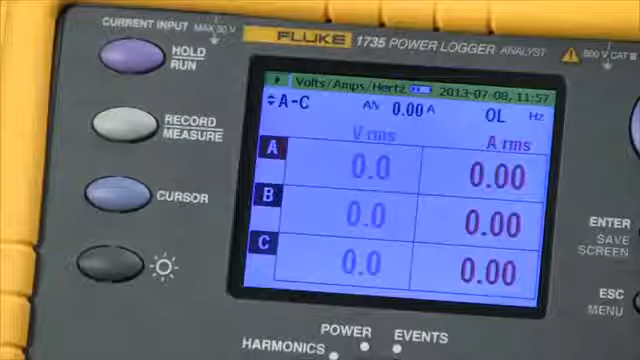 CURRENT INPUT MAX 30 V
FLUKE 1735 POWER LOGGER ANALYST
600 V CAT III
HOLD
RUN
Volts/Amps/Hertz 2013-07-08, 11:57
A-C AN 0.00 A OL Hz
V rms A rms
A 0.0 0.00
B 0.0 0.00
C 0.0 0.00
RECORD
MEASURE
CURSOR
ENTER
SAVE
SCREEN
ESC
MENU
HARMONICS POWER EVENTS